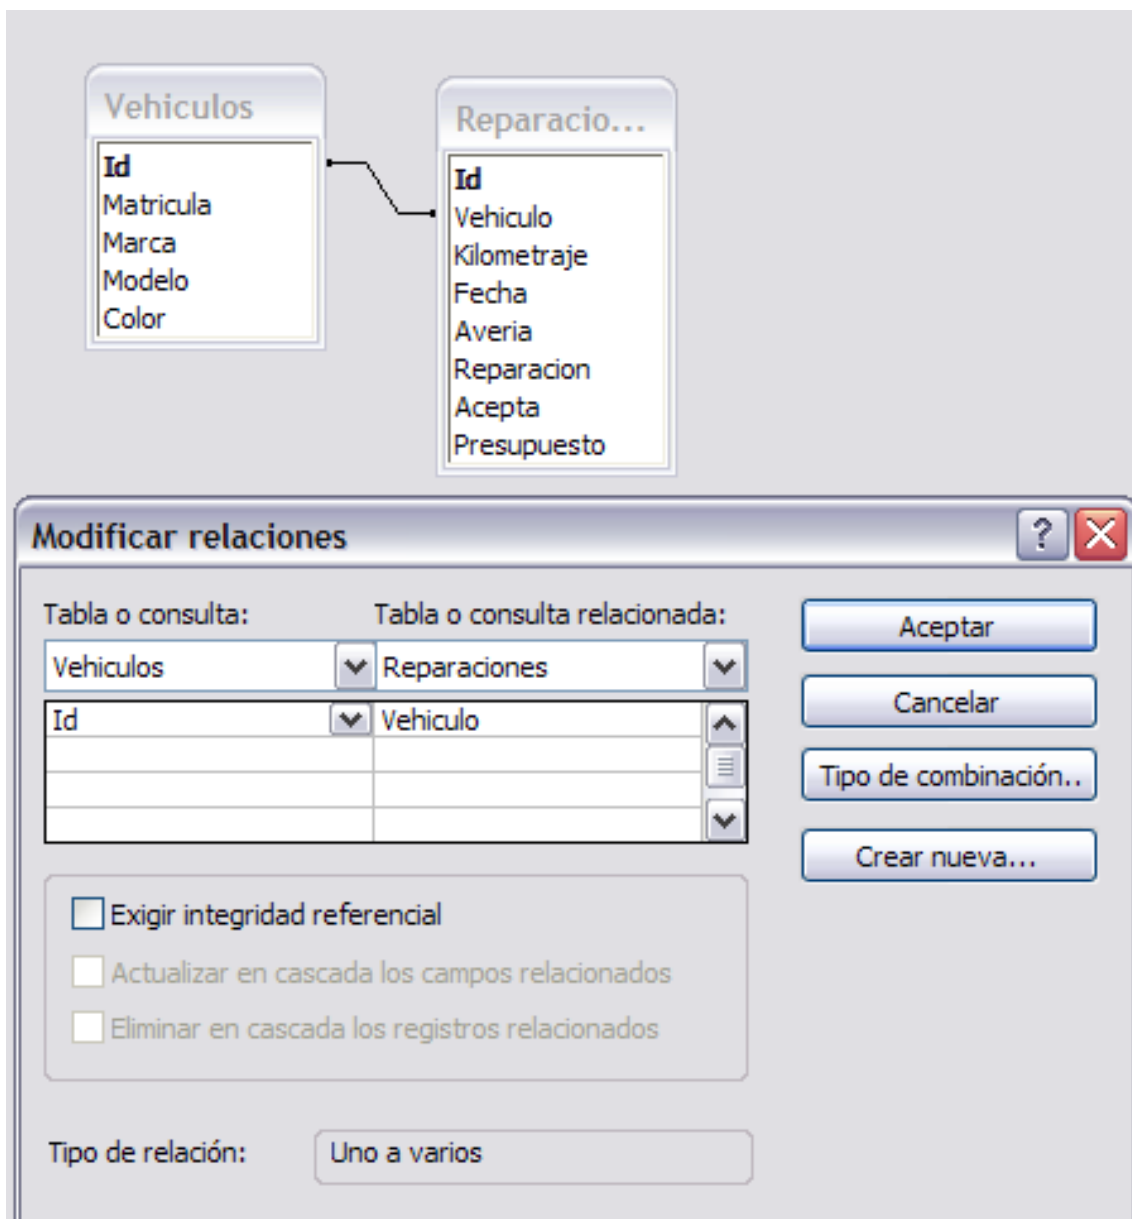 Vehiculos
Id
Matricula
Marca
Modelo
Color
Reparacio...
Id
Vehiculo
Kilometraje
Fecha
Averia
Reparacion
Acepta
Presupuesto
Modificar relaciones
?
Tabla o consulta:
Tabla o consulta relacionada:
Vehiculos
Reparaciones
Id
Vehiculo
Aceptar
Cancelar
Tipo de combinación..
Crear nueva...
Exigir integridad referencial
Actualizar en cascada los campos relacionados
Eliminar en cascada los registros relacionados
Tipo de relación:
Uno a varios